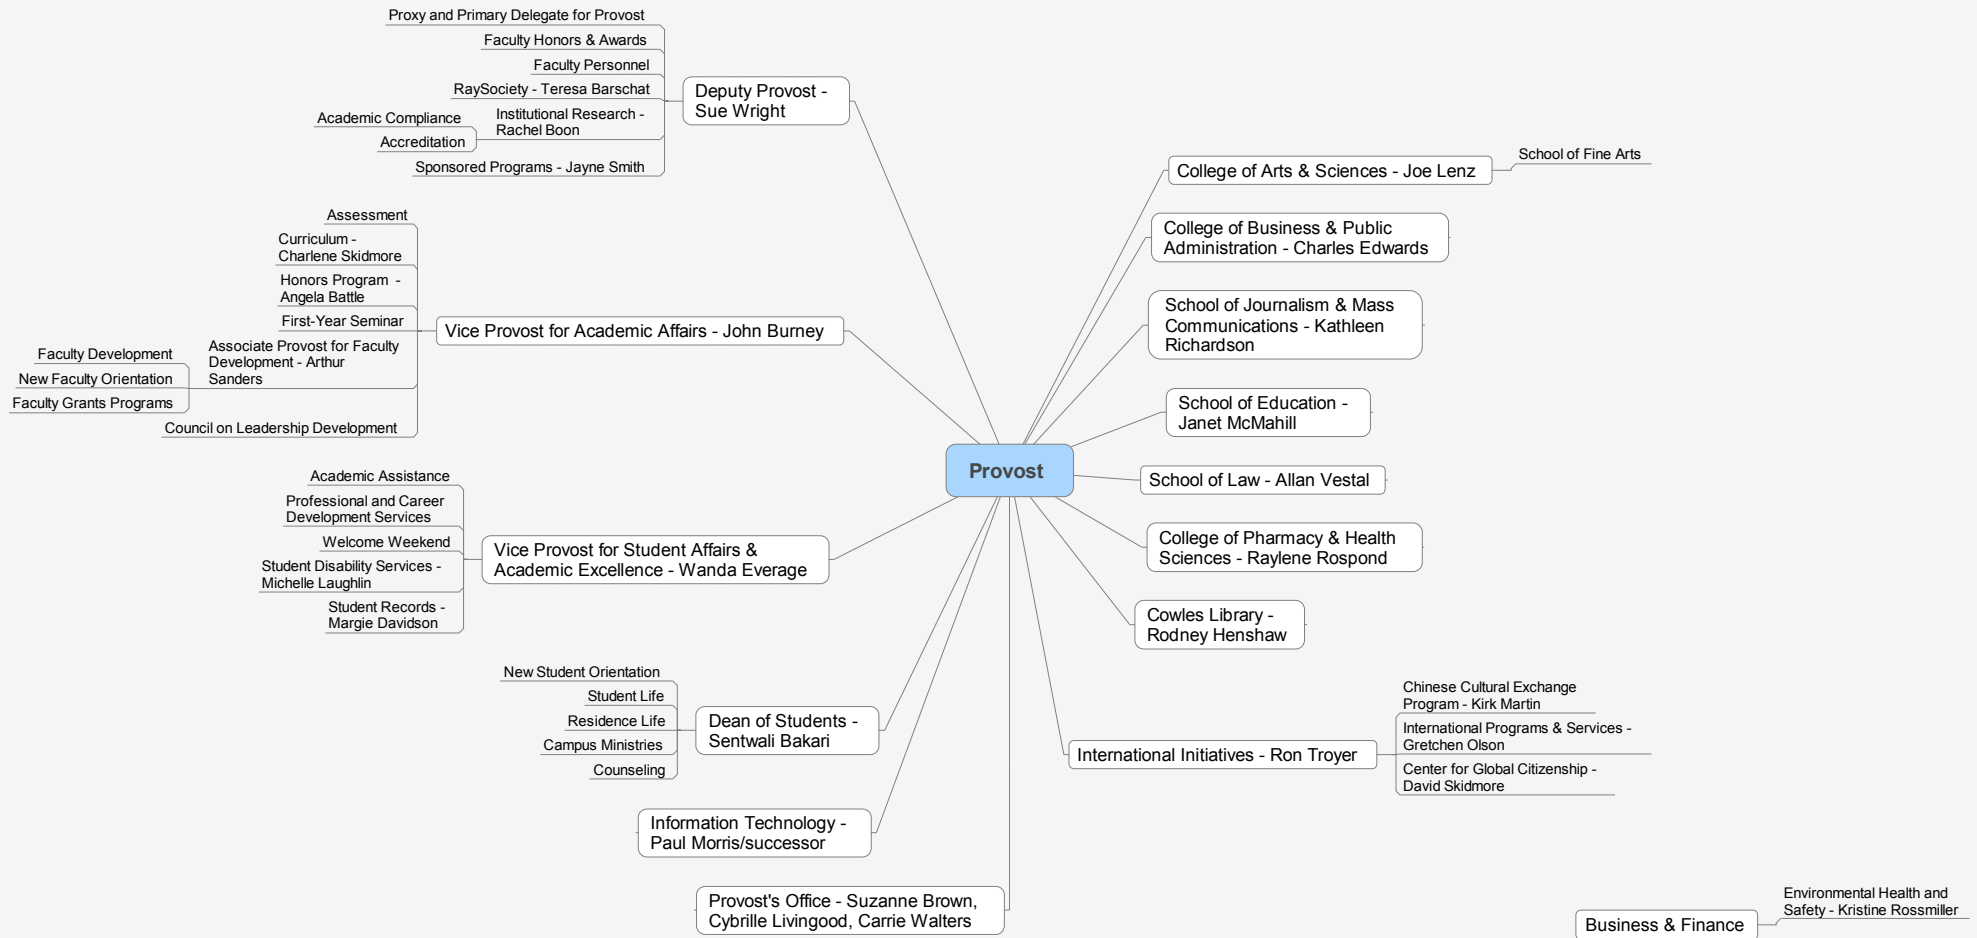 Proxy and Primary Delegate for Provost
Faculty Honors & Awards
Faculty Personnel
RaySociety - Teresa Barschat
Institutional Research -
Rachel Boon
Academic Compliance
Accreditation
Sponsored Programs - Jayne Smith
Deputy Provost -
Sue Wright
Assessment
Curriculum -
Charlene Skidmore
Honors Program -
Angela Battle
First-Year Seminar
Associate Provost for Faculty
Development - Arthur
Sanders
Faculty Development
New Faculty Orientation
Faculty Grants Programs
Council on Leadership Development
Vice Provost for Academic Affairs - John Burney
Academic Assistance
Professional and Career
Development Services
Welcome Weekend
Student Disability Services -
Michelle Laughlin
Student Records -
Margie Davidson
Vice Provost for Student Affairs &
Academic Excellence - Wanda Everage
New Student Orientation
Student Life
Residence Life
Campus Ministries
Counseling
Dean of Students -
Sentwali Bakari
Information Technology -
Paul Morris/successor
Provost's Office - Suzanne Brown,
Cybrille Livingood, Carrie Walters
Provost
College of Arts & Sciences - Joe Lenz
School of Fine Arts
College of Business & Public
Administration - Charles Edwards
School of Journalism & Mass
Communications - Kathleen
Richardson
School of Education -
Janet McMahill
School of Law - Allan Vestal
College of Pharmacy & Health
Sciences - Raylene Rospond
Cowles Library -
Rodney Henshaw
International Initiatives - Ron Troyer
Chinese Cultural Exchange
Program - Kirk Martin
International Programs & Services -
Gretchen Olson
Center for Global Citizenship -
David Skidmore
Business & Finance
Environmental Health and
Safety - Kristine Rossmiller